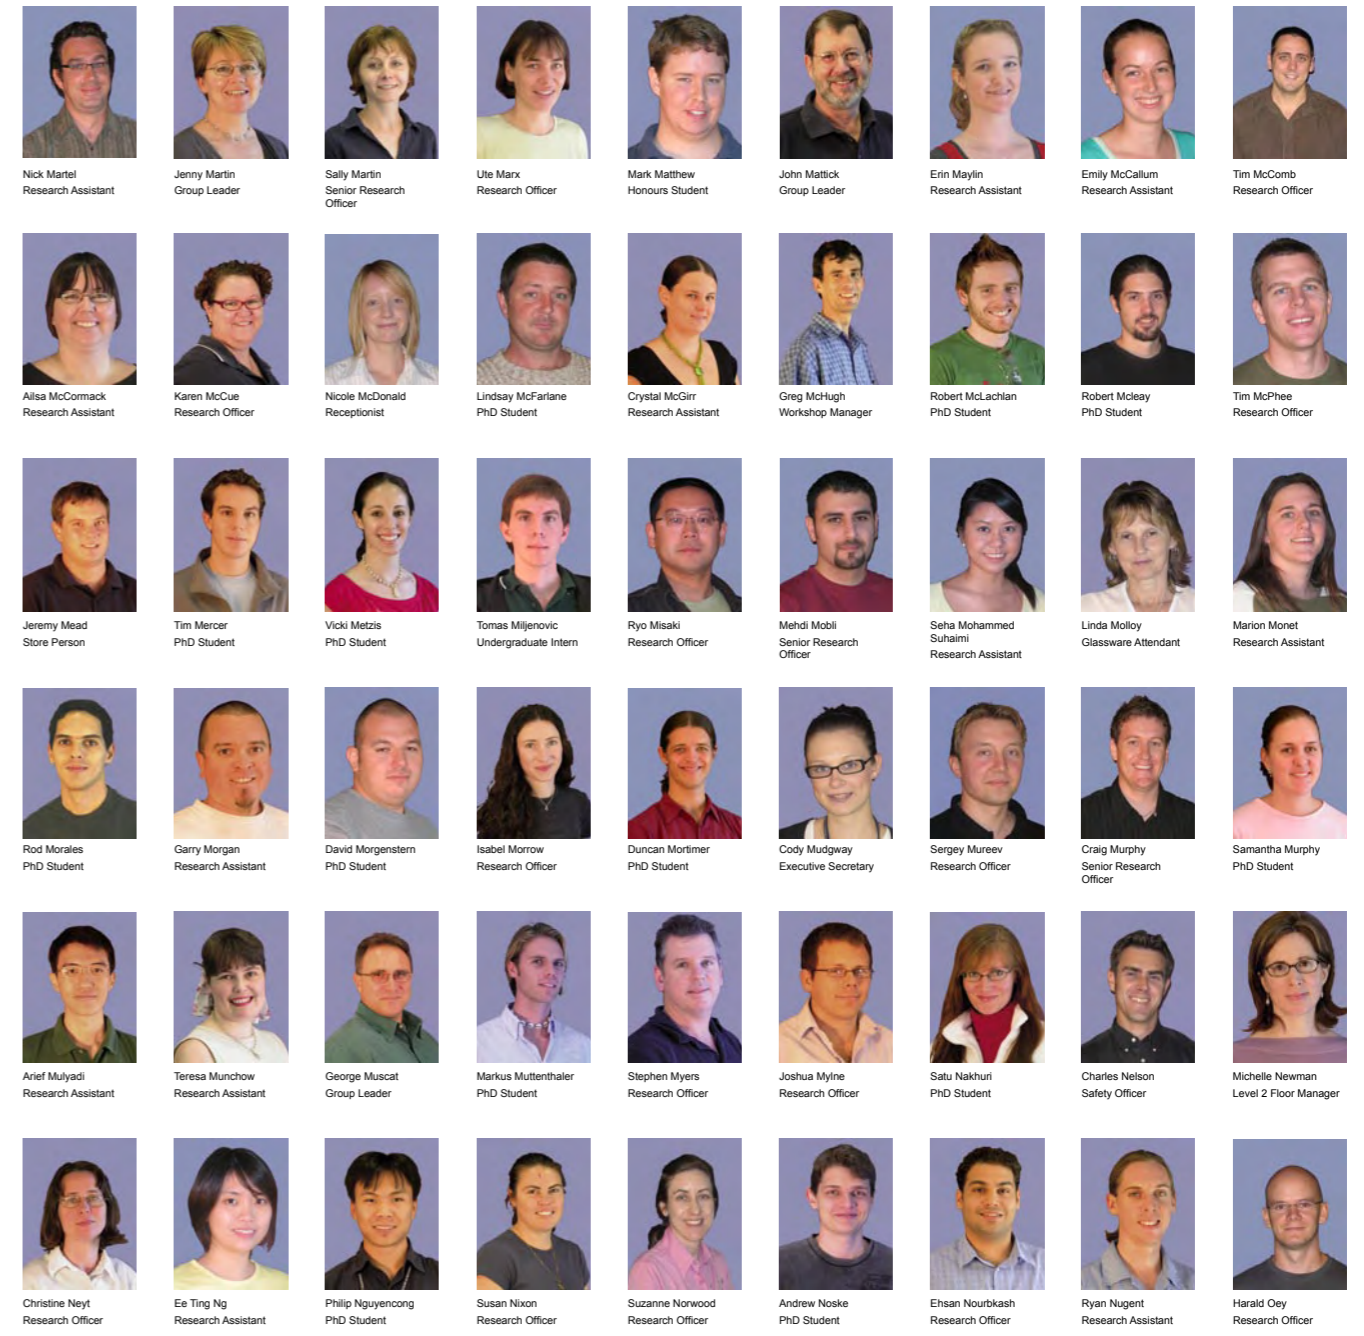 Nick Martel
Research Assistant
Jenny Martin
Group Leader
Sally Martin
Senior Research
Officer
Ute Marx
Research Officer
Mark Matthew
Honours Student
John Mattick
Group Leader
Erin Maylin
Research Assistant
Emily McCallum
Research Assistant
Tim McComb
Research Officer
Ailsa McCormack
Research Assistant
Karen McCue
Research Officer
Nicole McDonald
Receptionist
Lindsay McFarlane
PhD Student
Crystal McGirr
Research Assistant
Greg McHugh
Workshop Manager
Robert McLachlan
PhD Student
Robert Mcleay
PhD Student
Tim McPhee
Research Officer
Jeremy Mead
Store Person
Tim Mercer
PhD Student
Vicki Metzis
PhD Student
Tomas Miljenovic
Undergraduate Intern
Ryo Misaki
Research Officer
Mehdi Mobli
Senior Research
Officer
Seha Mohammed
Suhaimi
Research Assistant
Linda Molloy
Glassware Attendant
Marion Monet
Research Assistant
Rod Morales
PhD Student
Garry Morgan
Research Assistant
David Morgenstern
PhD Student
Isabel Morrow
Research Officer
Duncan Mortimer
PhD Student
Cody Mudgway
Executive Secretary
Sergey Mureev
Research Officer
Craig Murphy
Senior Research
Officer
Samantha Murphy
PhD Student
Arief Mulyadi
Research Assistant
Teresa Munchow
Research Assistant
George Muscat
Group Leader
Markus Muttenthaler
PhD Student
Stephen Myers
Research Officer
Joshua Mylne
Research Officer
Satu Nakhuri
PhD Student
Charles Nelson
Safety Officer
Michelle Newman
Level 2 Floor Manager
Christine Neyt
Research Officer
Ee Ting Ng
Research Assistant
Philip Nguyencong
PhD Student
Susan Nixon
Research Officer
Suzanne Norwood
Research Officer
Andrew Noske
PhD Student
Ehsan Nourbkash
Research Officer
Ryan Nugent
Research Assistant
Harald Oey
Research Officer